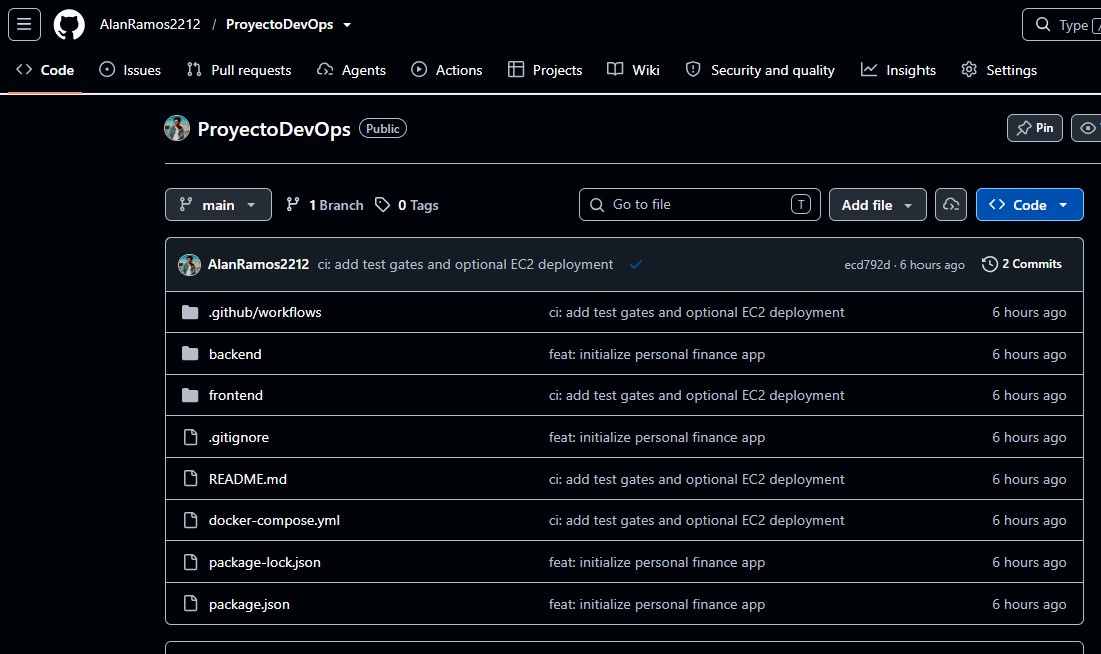 AlanRamos2212 / ProyectoDevOps
Type /
Code Issues Pull requests Agents Actions Projects Wiki Security and quality Insights Settings
ProyectoDevOps Public
Pin
main 1 Branch 0 Tags Go to file T Add file Code
AlanRamos2212 ci: add test gates and optional EC2 deployment ecd792d · 6 hours ago 2 Commits
.github/workflows ci: add test gates and optional EC2 deployment 6 hours ago
backend feat: initialize personal finance app 6 hours ago
frontend ci: add test gates and optional EC2 deployment 6 hours ago
.gitignore feat: initialize personal finance app 6 hours ago
README.md ci: add test gates and optional EC2 deployment 6 hours ago
docker-compose.yml ci: add test gates and optional EC2 deployment 6 hours ago
package-lock.json feat: initialize personal finance app 6 hours ago
package.json feat: initialize personal finance app 6 hours ago